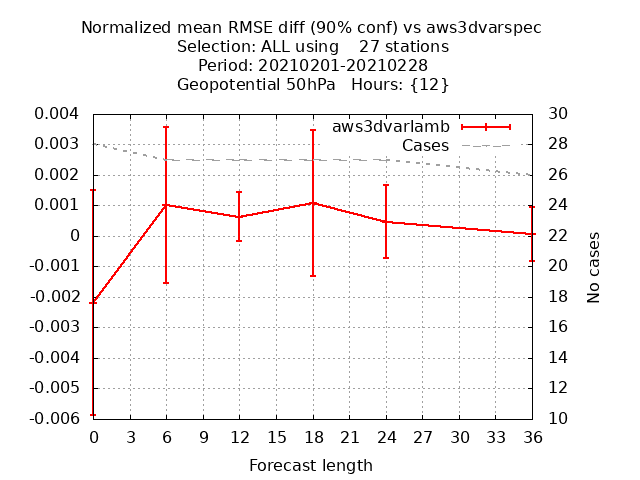 Normalized mean RMSE diff (90% conf) vs aws3dvarspec
Selection: ALL using    27 stations
Period: 20210201-20210228
Geopotential 50hPa   Hours: {12}
aws3dvarlamb
Cases
0.004
0.003
0.002
0.001
0
-0.001
-0.002
-0.003
-0.004
-0.005
-0.006
30
28
26
24
22
20
18
16
14
12
10
No cases
0 3 6 9 12 15 18 21 24 27 30 33 36
Forecast length